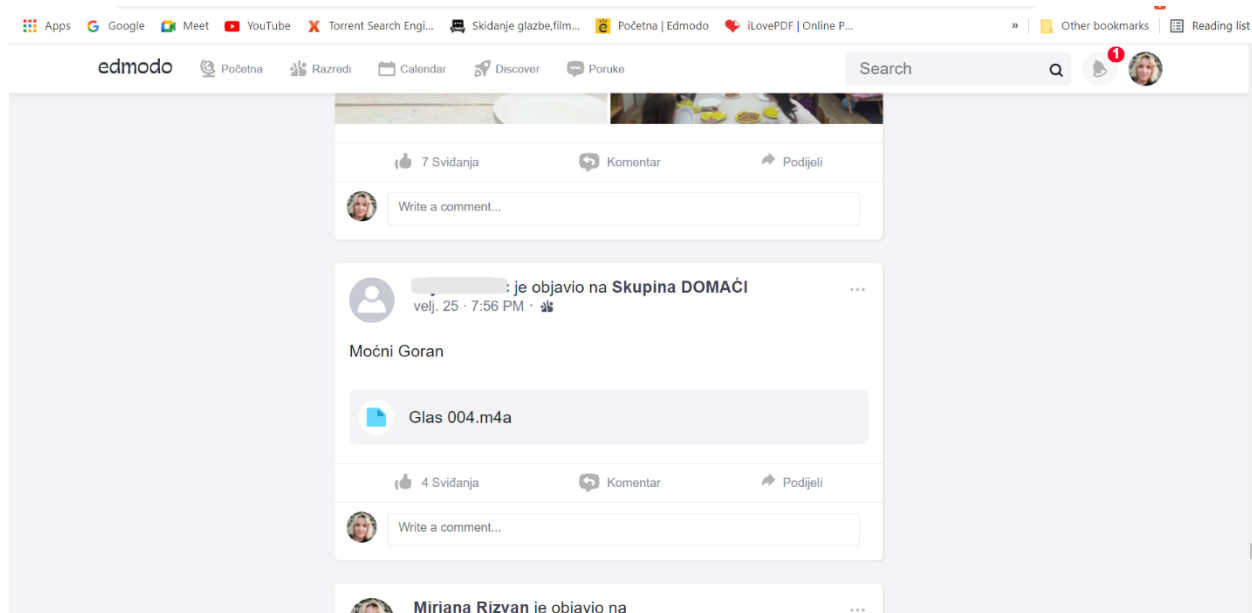 Apps Google Meet YouTube Torrent Search Engi... Skidanje glazbe,film... Početna | Edmodo iLovePDF | Online P... » Other bookmarks Reading list
edmodo Početna Razredi Calendar Discover Poruke Search 1
7 Sviđanja Komentar Podijeli
Write a comment...
je objavio na Skupina DOMAĆI
velj. 25 · 7:56 PM ·
Moćni Goran
Glas 004.m4a
4 Sviđanja Komentar Podijeli
Write a comment...
Mirjana Rizvan je objavio na